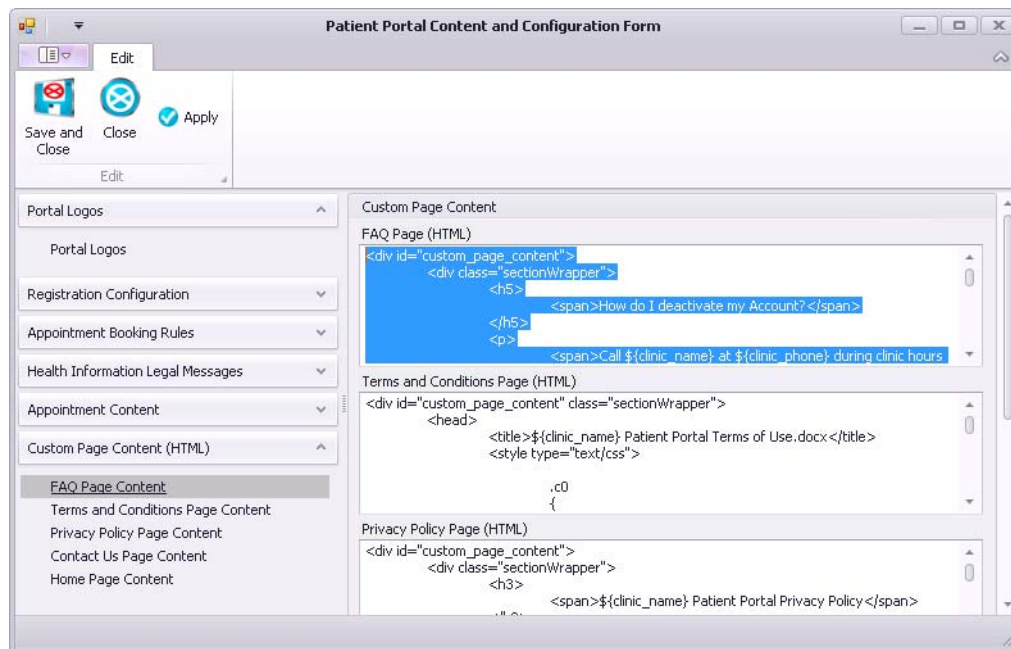 Patient Portal Content and Configuration Form
Edit
Save and Close
Close
Apply
Edit
Portal Logos
Portal Logos
Registration Configuration
Appointment Booking Rules
Health Information Legal Messages
Appointment Content
Custom Page Content (HTML)
FAQ Page Content
Terms and Conditions Page Content
Privacy Policy Page Content
Contact Us Page Content
Home Page Content
Custom Page Content
FAQ Page (HTML)
<div id="custom_page_content">
<div class="sectionWrapper">
<h5>
<span>How do I deactivate my Account?</span>
</h5>
<p>
<span>Call ${clinic_name} at ${clinic_phone} during clinic hours
Terms and Conditions Page (HTML)
<div id="custom_page_content" class="sectionWrapper">
<head>
<title>${clinic_name} Patient Portal Terms of Use.docx</title>
<style type="text/css">
.c0
{
Privacy Policy Page (HTML)
<div id="custom_page_content">
<div class="sectionWrapper">
<h3>
<span>${clinic_name} Patient Portal Privacy Policy</span>